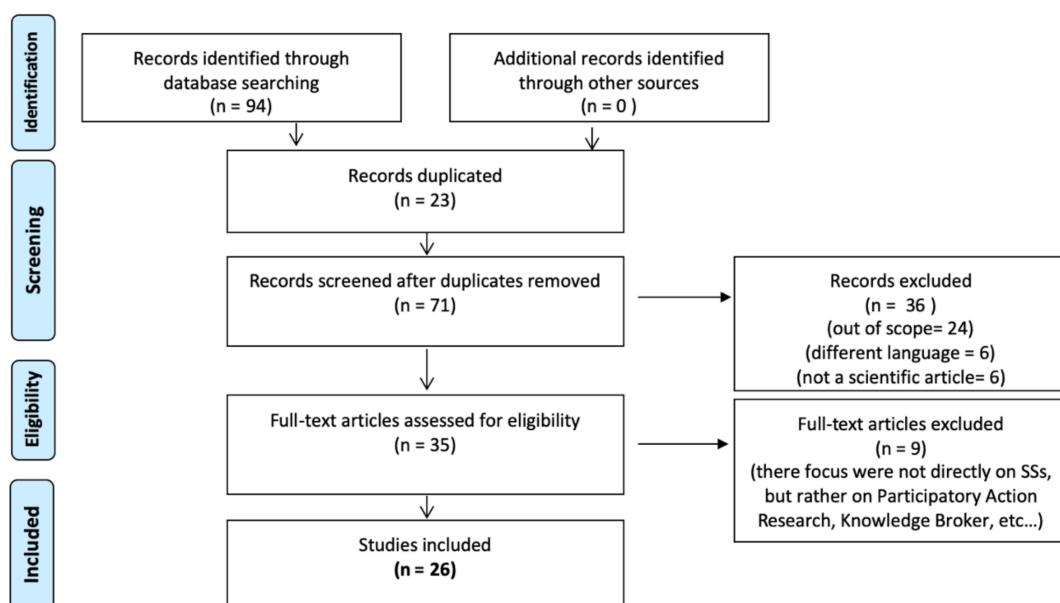 Identification
Records identified through
database searching
(n = 94)
Additional records identified
through other sources
(n = 0 )
Screening
Records duplicated
(n = 23)
Records screened after duplicates removed
(n = 71)
Records excluded
(n =  36 )
(out of scope= 24)
(different language = 6)
(not a scientific article= 6)
Eligibility
Full-text articles assessed for eligibility
(n = 35)
Full-text articles excluded
(n = 9)
(there focus were not directly on SSs,
but rather on Participatory Action
Research, Knowledge Broker, etc...)
Included
Studies included
(n = 26)